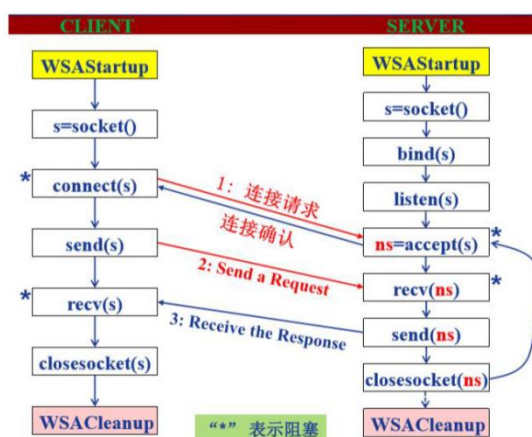 CLIENT
SERVER
WSAStartup
s=socket()
* connect(s)
send(s)
* recv(s)
closesocket(s)
WSACleanup
1: 连接请求
连接确认
2: Send a Request
3: Receive the Response
WSAStartup
s=socket()
bind(s)
listen(s)
ns=accept(s) *
recv(ns) *
send(ns)
closesocket(ns)
WSACleanup
“*” 表示阻塞